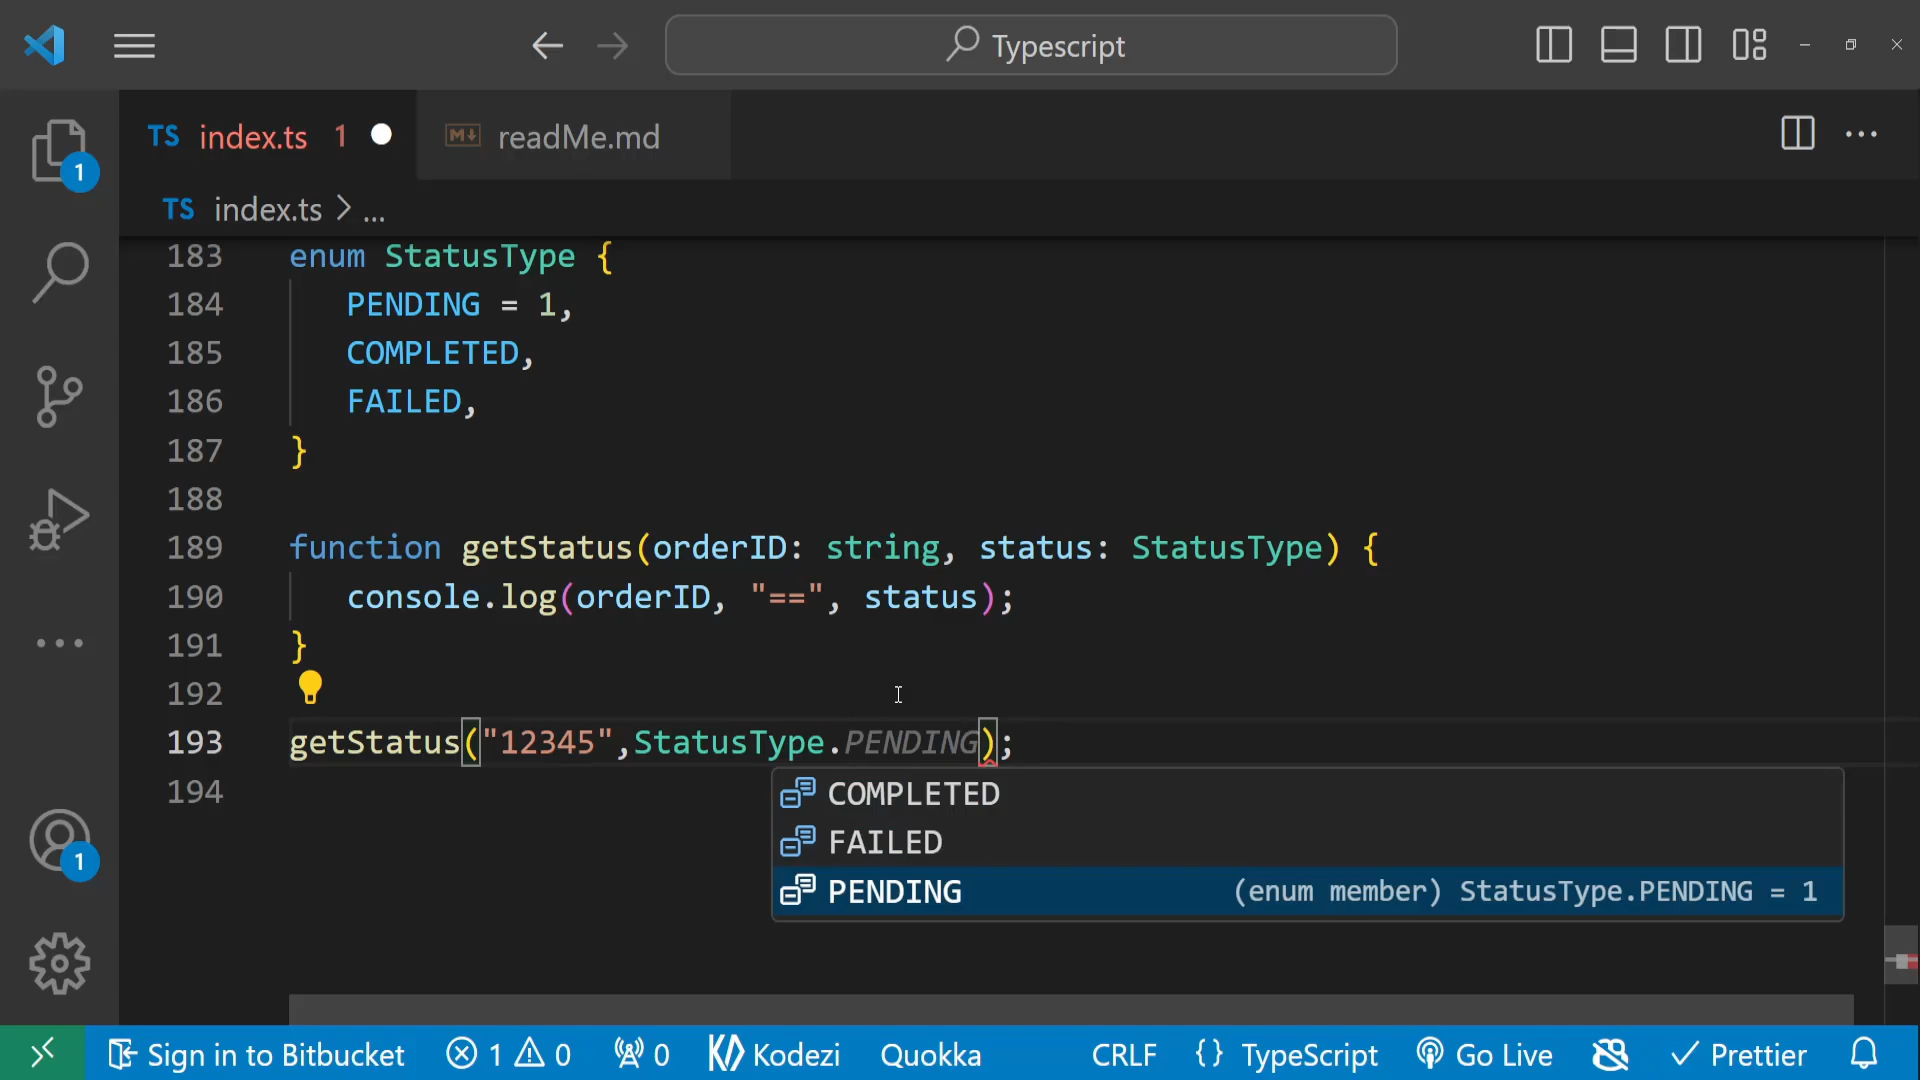 Typescript
TS index.ts 1
readMe.md
TS index.ts > ...
183 enum StatusType {
184 PENDING = 1,
185 COMPLETED,
186 FAILED,
187 }
188
189 function getStatus(orderID: string, status: StatusType) {
190 console.log(orderID, "==", status);
191 }
192
193 getStatus("12345",StatusType.PENDING);
194
COMPLETED
FAILED
PENDING (enum member) StatusType.PENDING = 1
1
1
Sign in to Bitbucket 1 0 0 Kodezi Quokka CRLF {} TypeScript Go Live Prettier